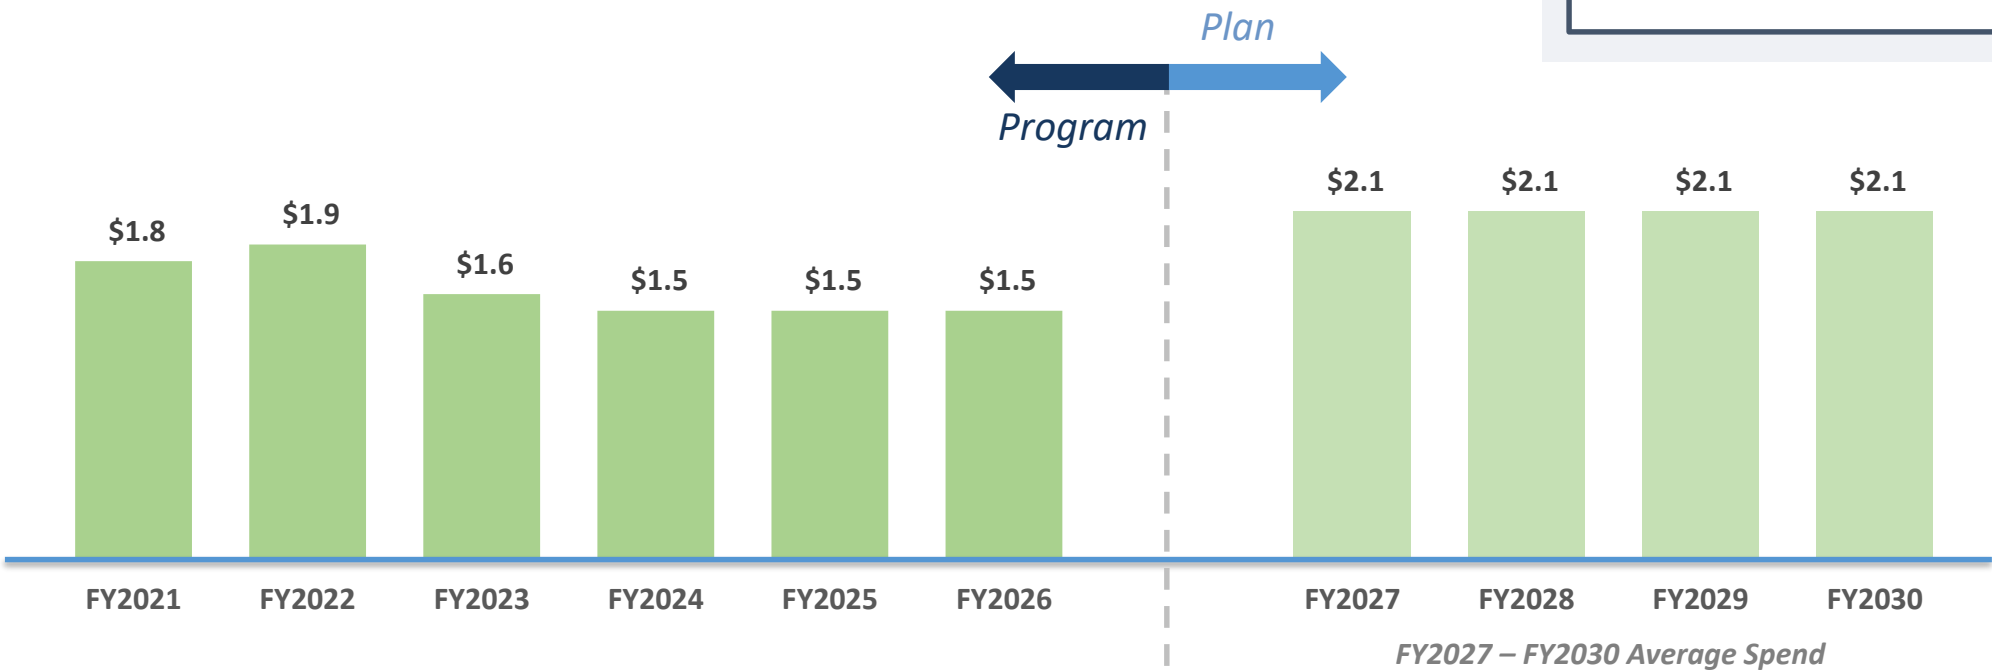 Plan
Program
$1.8 $1.9 $1.6 $1.5 $1.5 $1.5 $2.1 $2.1 $2.1 $2.1
FY2021 FY2022 FY2023 FY2024 FY2025 FY2026 FY2027 FY2028 FY2029 FY2030
FY2027 – FY2030 Average Spend